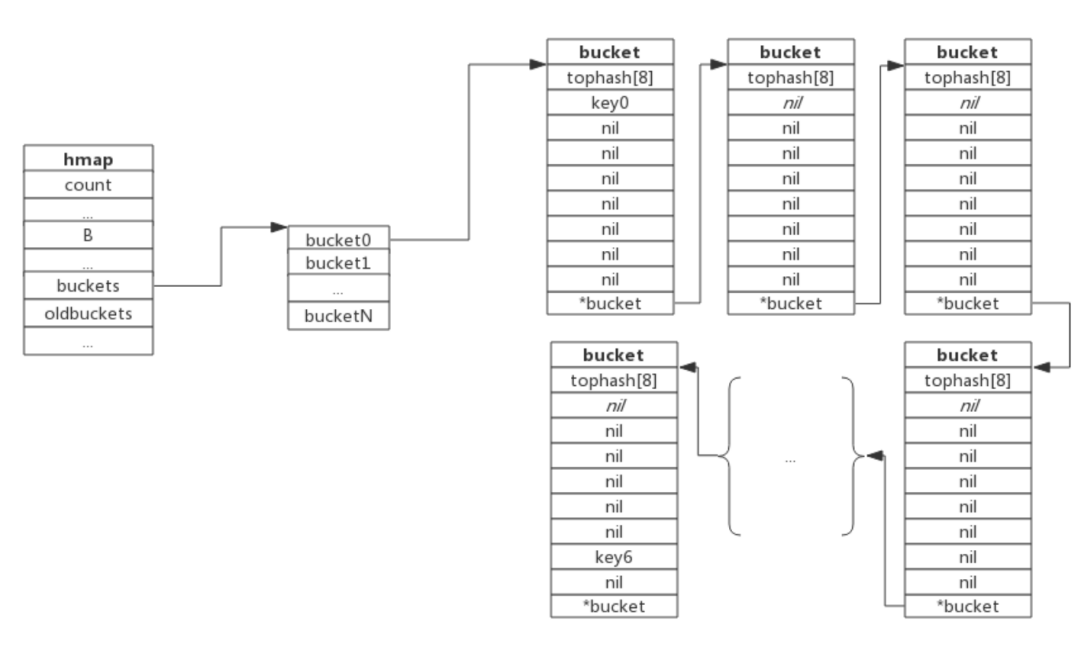 hmap
count
...
B
...
buckets
oldbuckets
...
bucket0
bucket1
...
bucketN
bucket
tophash[8]
key0
nil
nil
nil
nil
nil
nil
nil
*bucket
bucket
tophash[8]
nil
nil
nil
nil
nil
nil
nil
nil
*bucket
bucket
tophash[8]
nil
nil
nil
nil
nil
nil
nil
nil
*bucket
bucket
tophash[8]
nil
nil
nil
nil
nil
nil
key6
nil
*bucket
...
bucket
tophash[8]
nil
nil
nil
nil
nil
nil
nil
nil
*bucket